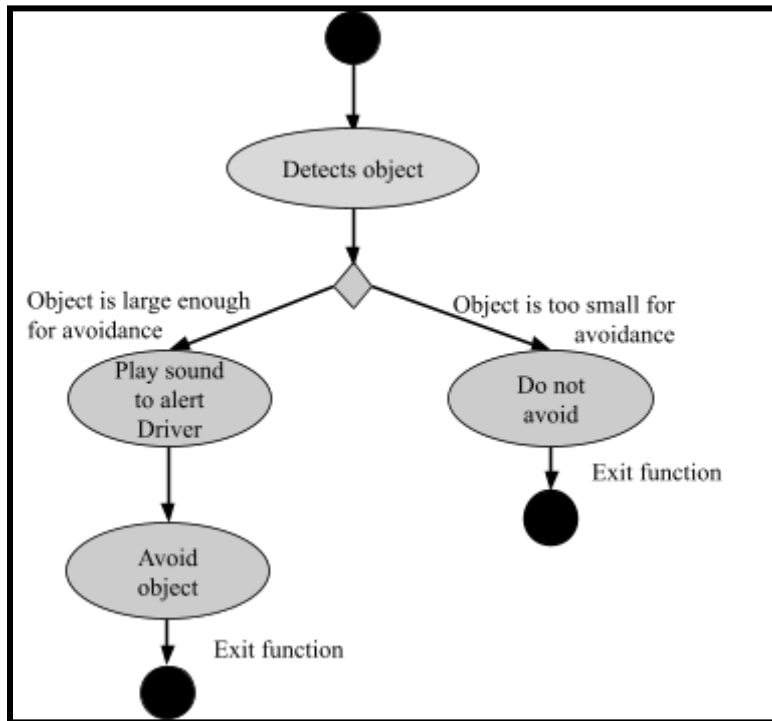 Detects object
Object is large enough
for avoidance
Object is too small for
avoidance
Play sound
to alert
Driver
Do not
avoid
Exit function
Avoid
object
Exit function